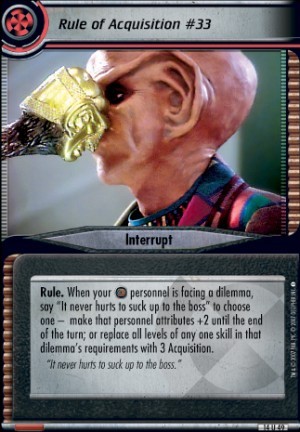 Rule of Acquisition #33
Interrupt
Rule. When your personnel is facing a dilemma,
say "It never hurts to suck up to the boss" to choose
one – make that personnel attributes +2 until the end
of the turn; or replace all levels of any one skill in that
dilemma's requirements with 3 Acquisition.
"It never hurts to suck up to the boss."